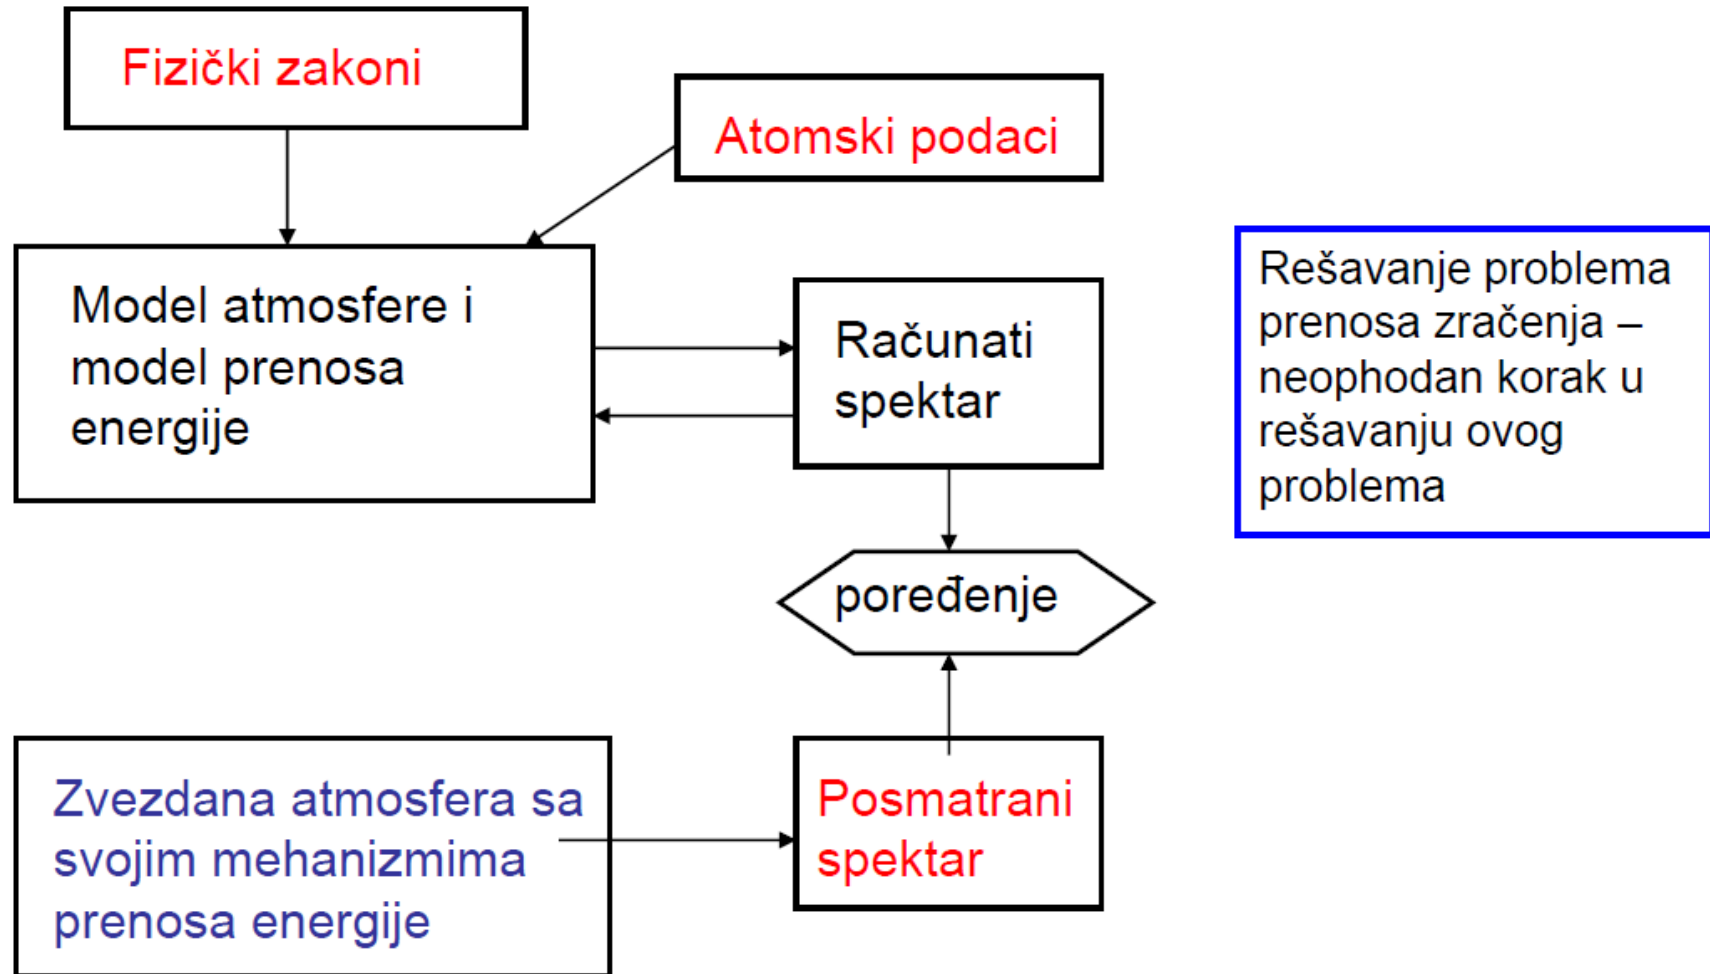 Fizički zakoni
Atomski podaci
Model atmosfere i
model prenosa
energije
Računati
spektar
Rešavanje problema
prenosa zračenja –
neophodan korak u
rešavanju ovog
problema
poređenje
Zvezdana atmosfera sa
svojim mehanizmima
prenosa energije
Posmatrani
spektar